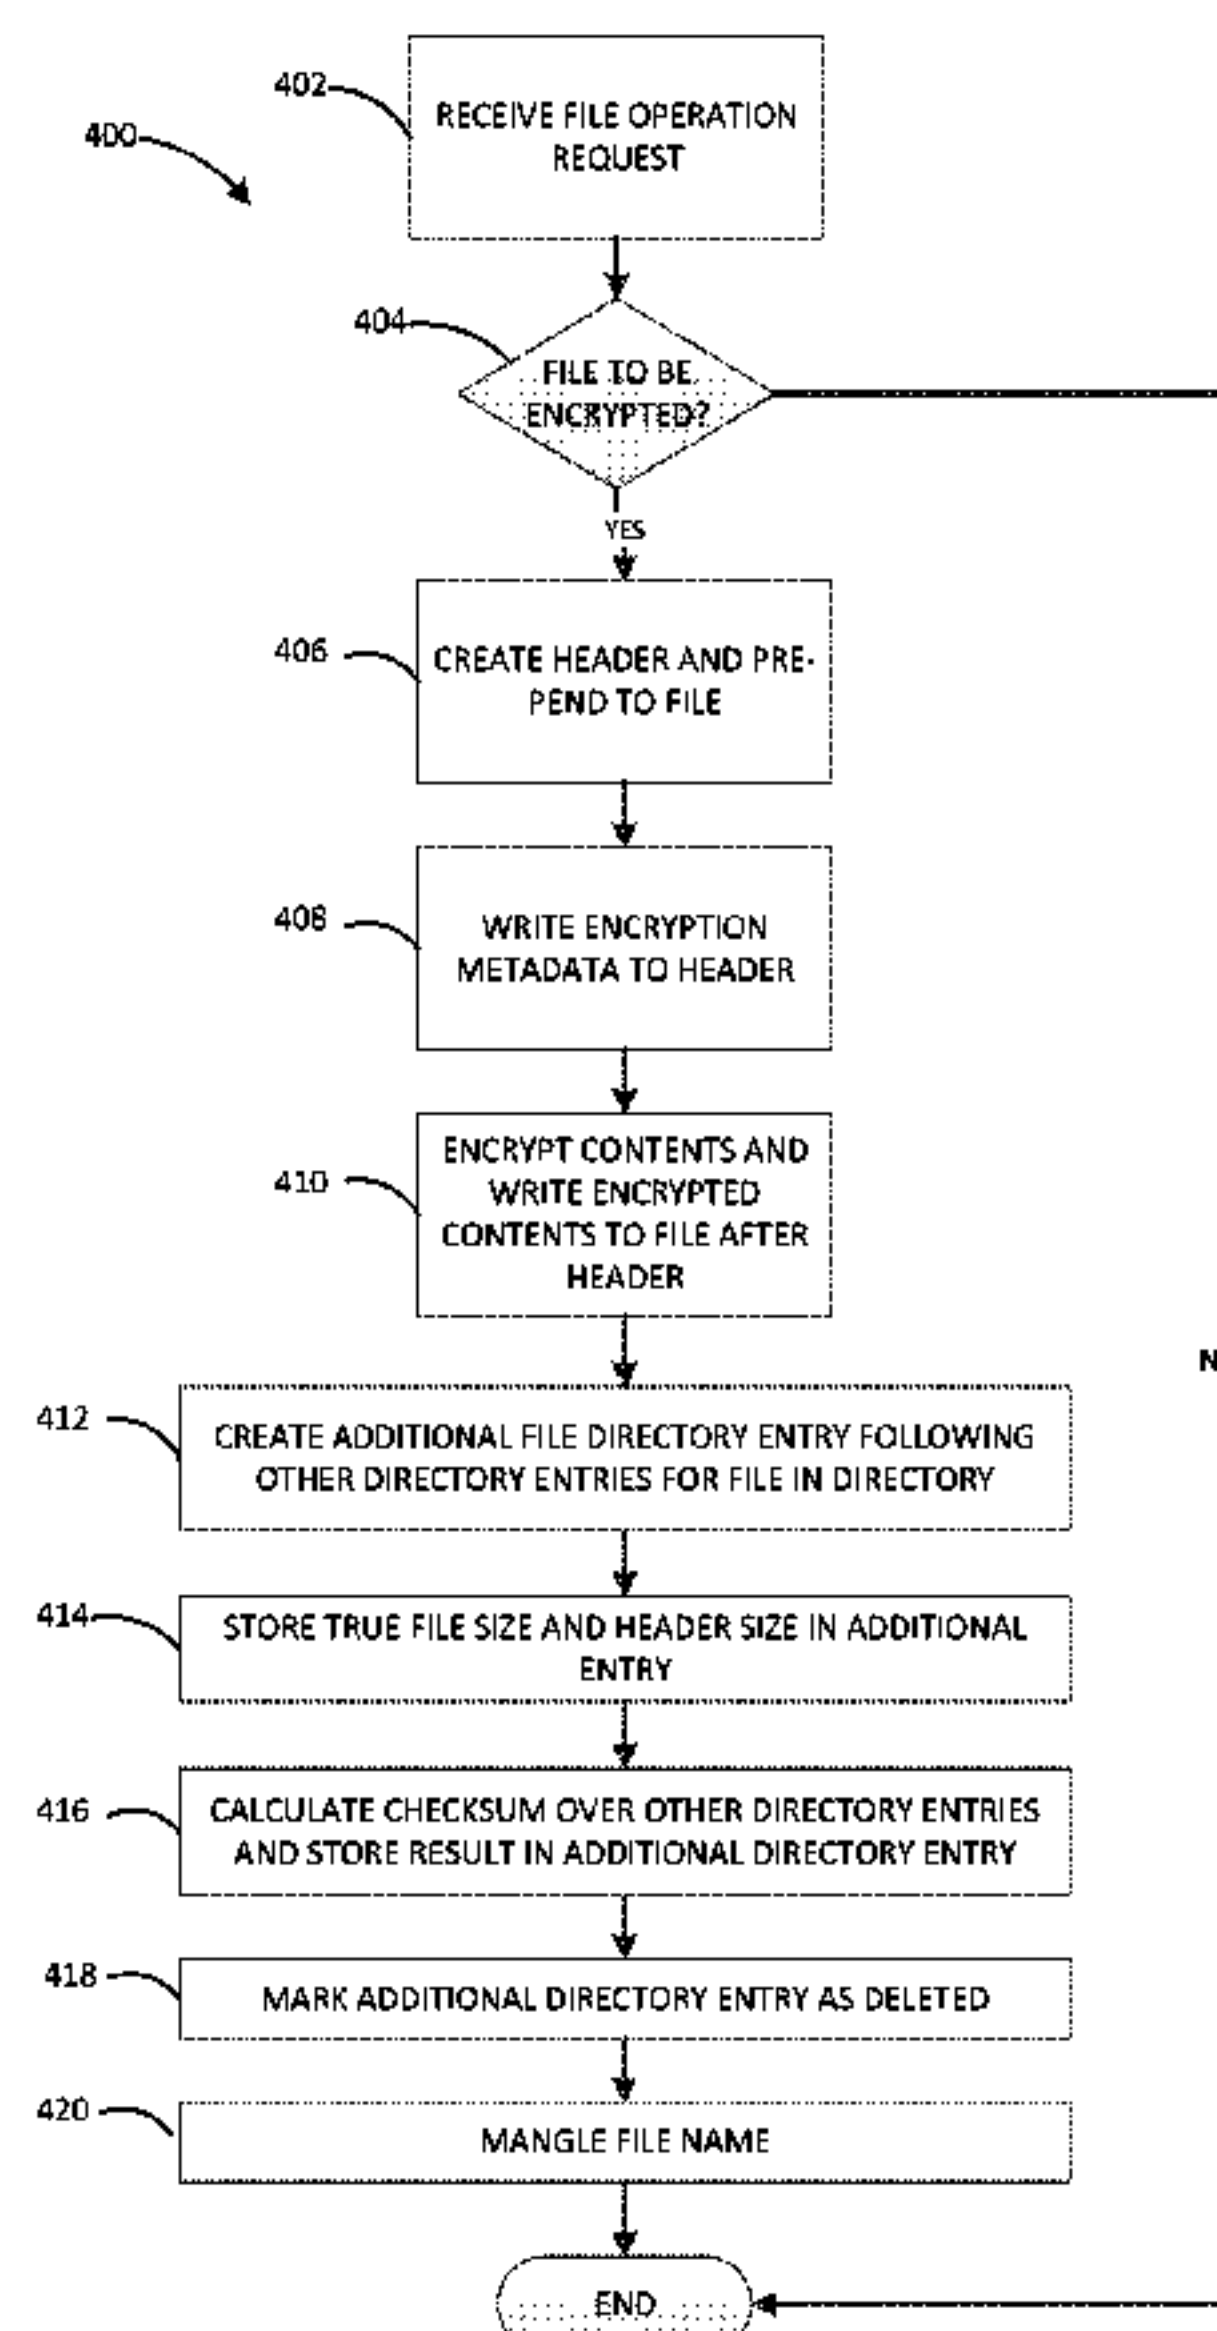 402
400
RECEIVE FILE OPERATION
REQUEST
404
FILE TO BE
ENCRYPTED?
YES
406
CREATE HEADER AND PRE-
PEND TO FILE
408
WRITE ENCRYPTION
METADATA TO HEADER
410
ENCRYPT CONTENTS AND
WRITE ENCRYPTED
CONTENTS TO FILE AFTER
HEADER
N
412
CREATE ADDITIONAL FILE DIRECTORY ENTRY FOLLOWING
OTHER DIRECTORY ENTRIES FOR FILE IN DIRECTORY
414
STORE TRUE FILE SIZE AND HEADER SIZE IN ADDITIONAL
ENTRY
416
CALCULATE CHECKSUM OVER OTHER DIRECTORY ENTRIES
AND STORE RESULT IN ADDITIONAL DIRECTORY ENTRY
418
MARK ADDITIONAL DIRECTORY ENTRY AS DELETED
420
MANGLE FILE NAME
END